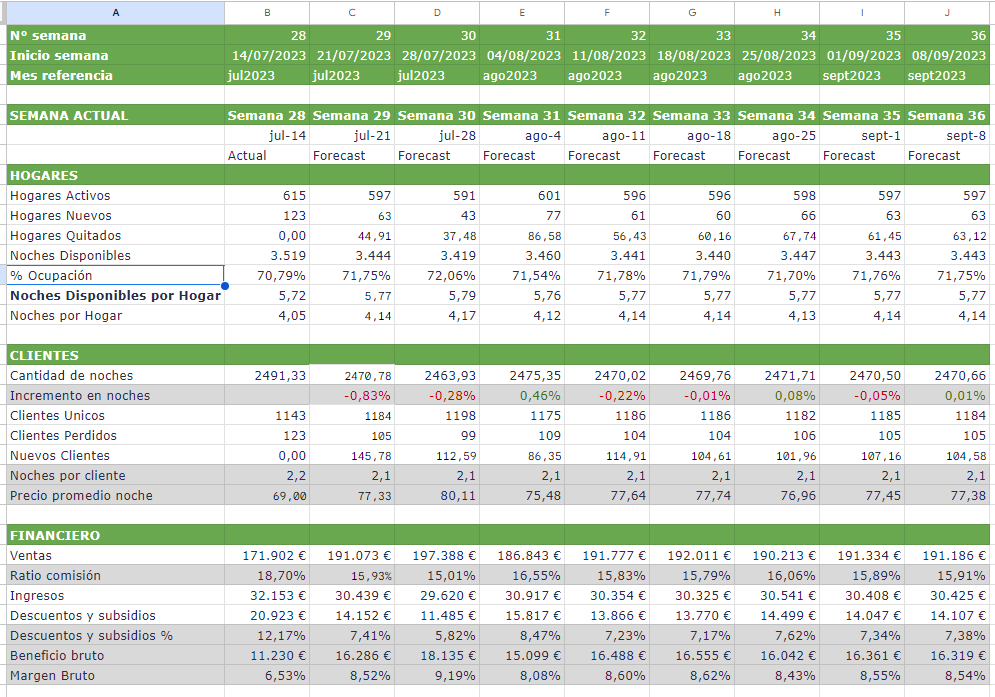 A B C D E F G H I J
Nº semana 28 29 30 31 32 33 34 35 36
Inicio semana 14/07/2023 21/07/2023 28/07/2023 04/08/2023 11/08/2023 18/08/2023 25/08/2023 01/09/2023 08/09/2023
Mes referencia jul2023 jul2023 jul2023 ago2023 ago2023 ago2023 ago2023 sept2023 sept2023
SEMANA ACTUAL Semana 28 Semana 29 Semana 30 Semana 31 Semana 32 Semana 33 Semana 34 Semana 35 Semana 36
jul-14 jul-21 jul-28 ago-4 ago-11 ago-18 ago-25 sept-1 sept-8
Actual Forecast Forecast Forecast Forecast Forecast Forecast Forecast Forecast
HOGARES
Hogares Activos 615 597 591 601 596 596 598 597 597
Hogares Nuevos 123 63 43 77 61 60 66 63 63
Hogares Quitados 0,00 44,91 37,48 86,58 56,43 60,16 67,74 61,45 63,12
Noches Disponibles 3.519 3.444 3.419 3.460 3.441 3.440 3.447 3.443 3.443
% Ocupación 70,79% 71,75% 72,06% 71,54% 71,78% 71,79% 71,70% 71,76% 71,75%
Noches Disponibles por Hogar 5,72 5,77 5,79 5,76 5,77 5,77 5,77 5,77 5,77
Noches por Hogar 4,05 4,14 4,17 4,12 4,14 4,14 4,13 4,14 4,14
CLIENTES
Cantidad de noches 2491,33 2470,78 2463,93 2475,35 2470,02 2469,76 2471,71 2470,50 2470,66
Incremento en noches -0,83% -0,28% 0,46% -0,22% -0,01% 0,08% -0,05% 0,01%
Clientes Unicos 1143 1184 1198 1175 1186 1186 1182 1185 1184
Clientes Perdidos 123 105 99 109 104 104 106 105 105
Nuevos Clientes 0,00 145,78 112,59 86,35 114,91 104,61 101,96 107,16 104,58
Noches por cliente 2,2 2,1 2,1 2,1 2,1 2,1 2,1 2,1 2,1
Precio promedio noche 69,00 77,33 80,11 75,48 77,64 77,74 76,96 77,45 77,38
FINANCIERO
Ventas 171.902 € 191.073 € 197.388 € 186.843 € 191.777 € 192.011 € 190.213 € 191.334 € 191.186 €
Ratio comisión 18,70% 15,93% 15,01% 16,55% 15,83% 15,79% 16,06% 15,89% 15,91%
Ingresos 32.153 € 30.439 € 29.620 € 30.917 € 30.354 € 30.325 € 30.541 € 30.408 € 30.425 €
Descuentos y subsidios 20.923 € 14.152 € 11.485 € 15.817 € 13.866 € 13.770 € 14.499 € 14.047 € 14.107 €
Descuentos y subsidios % 12,17% 7,41% 5,82% 8,47% 7,23% 7,17% 7,62% 7,34% 7,38%
Beneficio bruto 11.230 € 16.286 € 18.135 € 15.099 € 16.488 € 16.555 € 16.042 € 16.361 € 16.319 €
Margen Bruto 6,53% 8,52% 9,19% 8,08% 8,60% 8,62% 8,43% 8,55% 8,54%